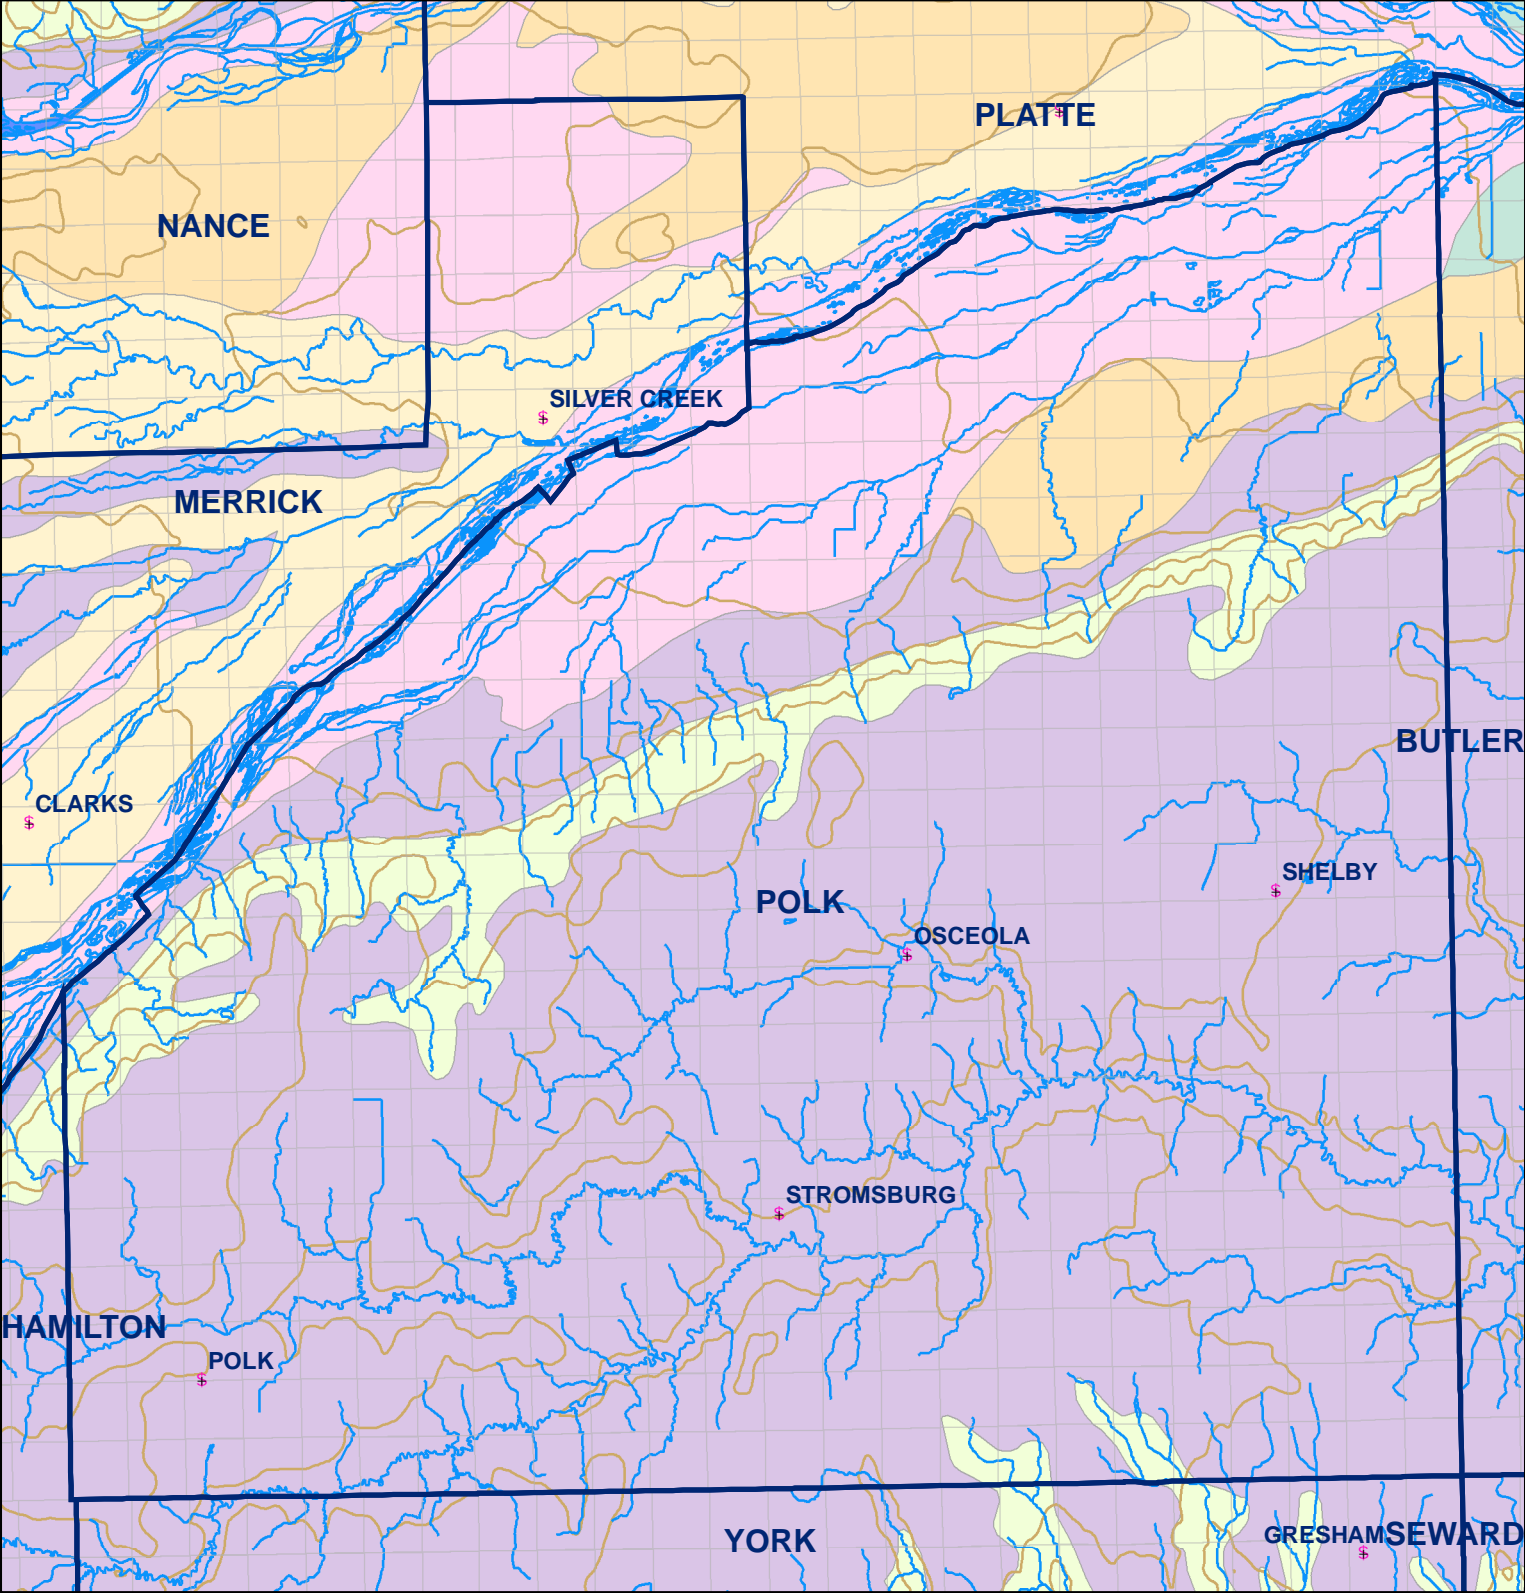 PLATTE
NANCE
SILVER CREEK
MERRICK
BUTLER
CLARKS
SHELBY
POLK
OSCEOLA
STROMSBURG
HAMILTON
POLK
YORK
GRESHAM
SEWARD